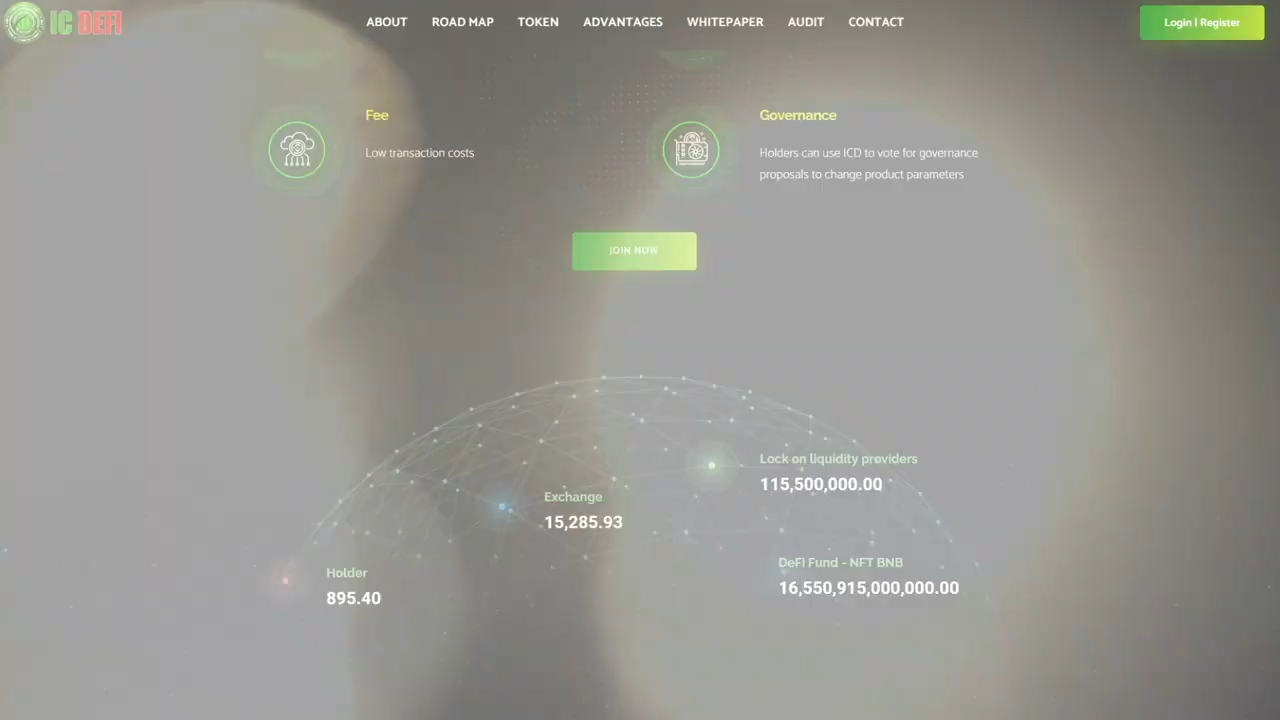 IC DEFI
ABOUT ROAD MAP TOKEN ADVANTAGES WHITEPAPER AUDIT CONTACT
Login | Register
Fee
Low transaction costs
Governance
Holders can use ICD to vote for governance
proposals to change product parameters
JOIN NOW
Lock on liquidity providers
115,500,000.00
Exchange
15,285.93
DeFi Fund - NFT BNB
16,550,915,000,000.00
Holder
895.40